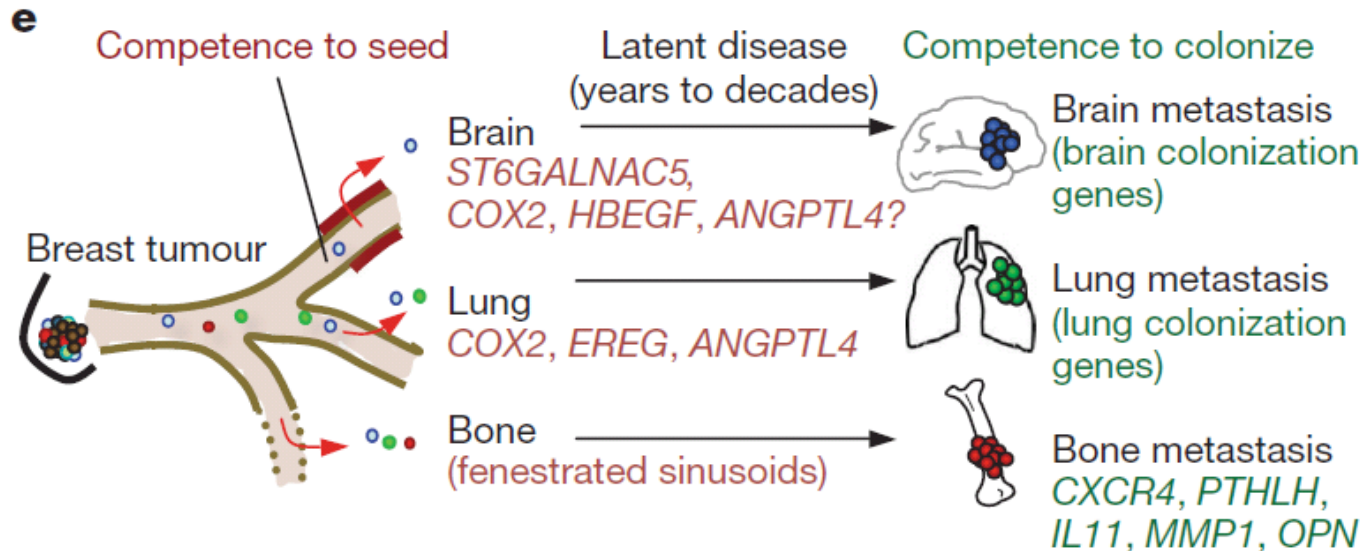 e
Competence to seed
Latent disease
(years to decades)
Competence to colonize
Breast tumour
Brain
ST6GALNAC5,
COX2, HBEGF, ANGPTL4?
Brain metastasis
(brain colonization
genes)
Lung
COX2, EREG, ANGPTL4
Lung metastasis
(lung colonization
genes)
Bone
(fenestrated sinusoids)
Bone metastasis
CXCR4, PTHLH,
IL11, MMP1, OPN